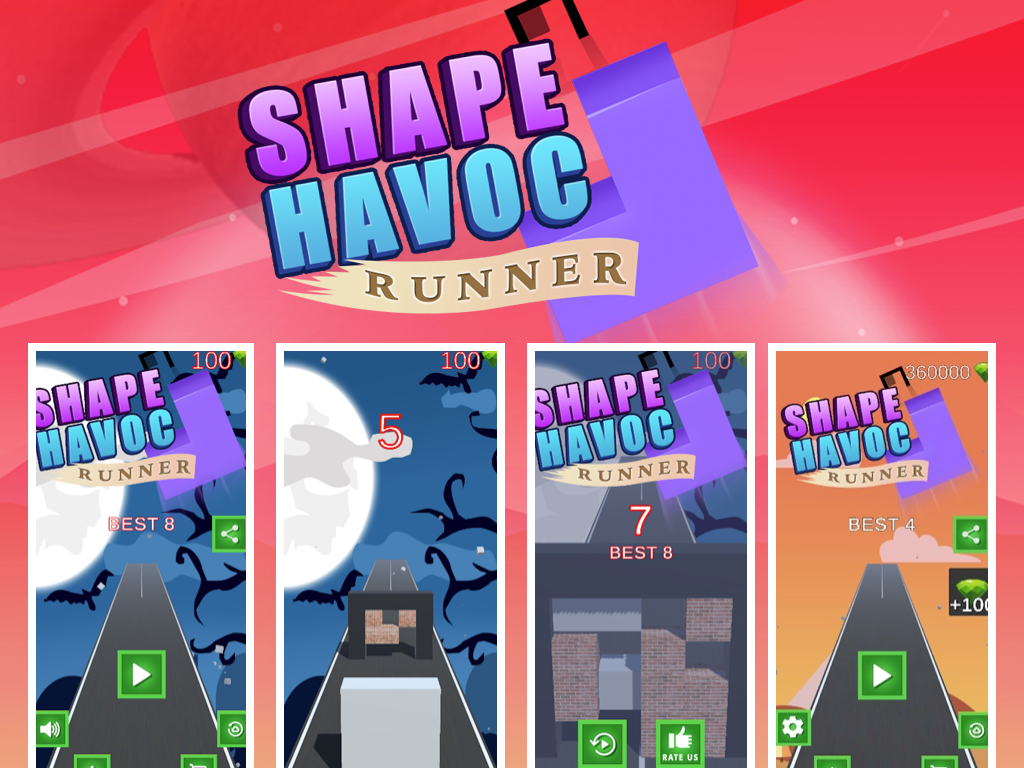 SHAPE
HAVOC
RUNNER
100
SHAPE
HAVOC
RUNNER
BEST 8
100
5
100
SHAPE
HAVOC
RUNNER
7
BEST 8
RATE US
360000
SHAPE
HAVOC
RUNNER
BEST 4
+100